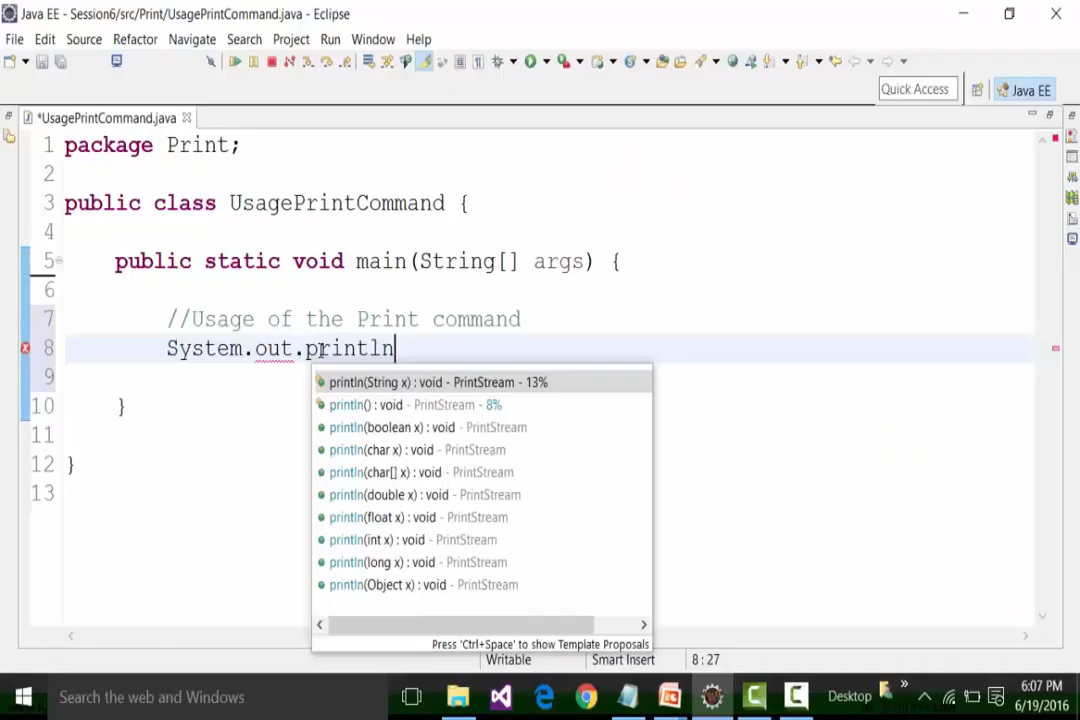 Java EE - Session6/src/Print/UsagePrintCommand.java - Eclipse
File Edit Source Refactor Navigate Search Project Run Window Help
Quick Access Java EE
*UsagePrintCommand.java
1 package Print;
2
3 public class UsagePrintCommand {
4
5 public static void main(String[] args) {
6
7 //Usage of the Print command
8 System.out.println
9
10 }
11
12 }
13
println(String x) : void - PrintStream - 13%
println() : void - PrintStream - 8%
println(boolean x) : void - PrintStream
println(char x) : void - PrintStream
println(char[] x) : void - PrintStream
println(double x) : void - PrintStream
println(float x) : void - PrintStream
println(int x) : void - PrintStream
println(long x) : void - PrintStream
println(Object x) : void - PrintStream
Press 'Ctrl+Space' to show Template Proposals
Writable Smart Insert 8 : 27
Search the web and Windows Desktop 6:07 PM
6/19/2016